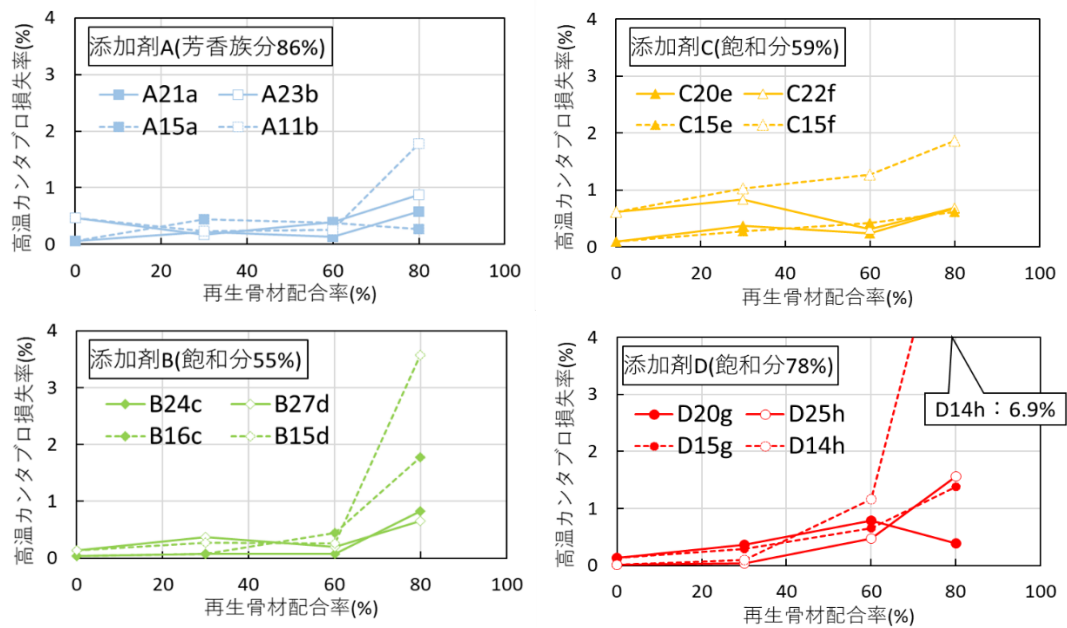 高温カンタブロ損失率(%)
4
3
2
1
0
添加剤A(芳香族分86%)
A21a A23b
A15a A11b
0 20 40 60 80 100
再生骨材配合率(%)
高温カンタブロ損失率(%)
4
3
2
1
0
添加剤C(飽和分59%)
C20e C22f
C15e C15f
0 20 40 60 80 100
再生骨材配合率(%)
高温カンタブロ損失率(%)
4
3
2
1
0
添加剤B(飽和分55%)
B24c B27d
B16c B15d
0 20 40 60 80 100
再生骨材配合率(%)
高温カンタブロ損失率(%)
4
3
2
1
0
添加剤D(飽和分78%)
D20g D25h
D15g D14h
D14h：6.9%
0 20 40 60 80 100
再生骨材配合率(%)